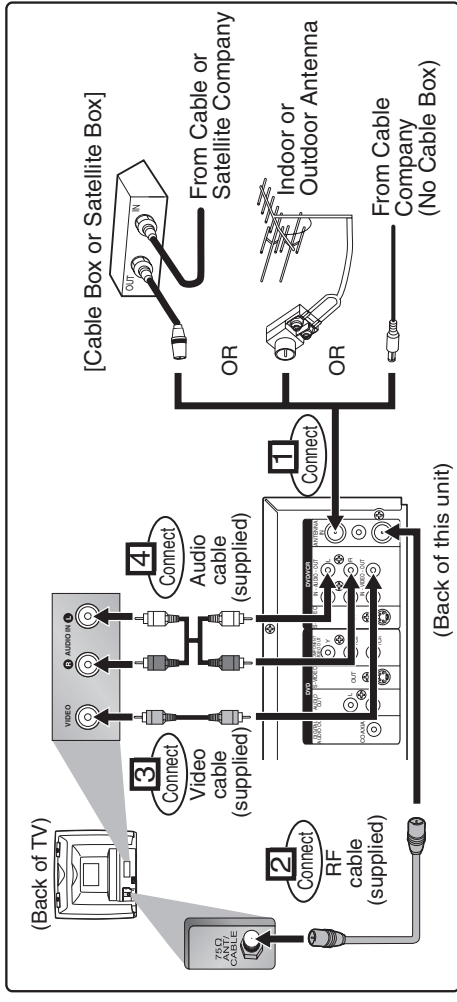 [Cable Box or Satellite Box]
OUT
IN
From Cable or
Satellite Company
OR
Indoor or
Outdoor Antenna
OR
From Cable
Company
(No Cable Box)
1
Connect
4
Connect
Audio
cable
(supplied)
3
Connect
Video
cable
(supplied)
2
Connect
RF
cable
(supplied)
(Back of TV)
VIDEO
R AUDIO IN L
75Ω
ANT/
CABLE
DVD/VCR
ANTENNA
IN
IN AUDIO - OUT
L
R
IN VIDEO - OUT
DVD
Y
S-VIDEO
OUT
L
(Back of this unit)